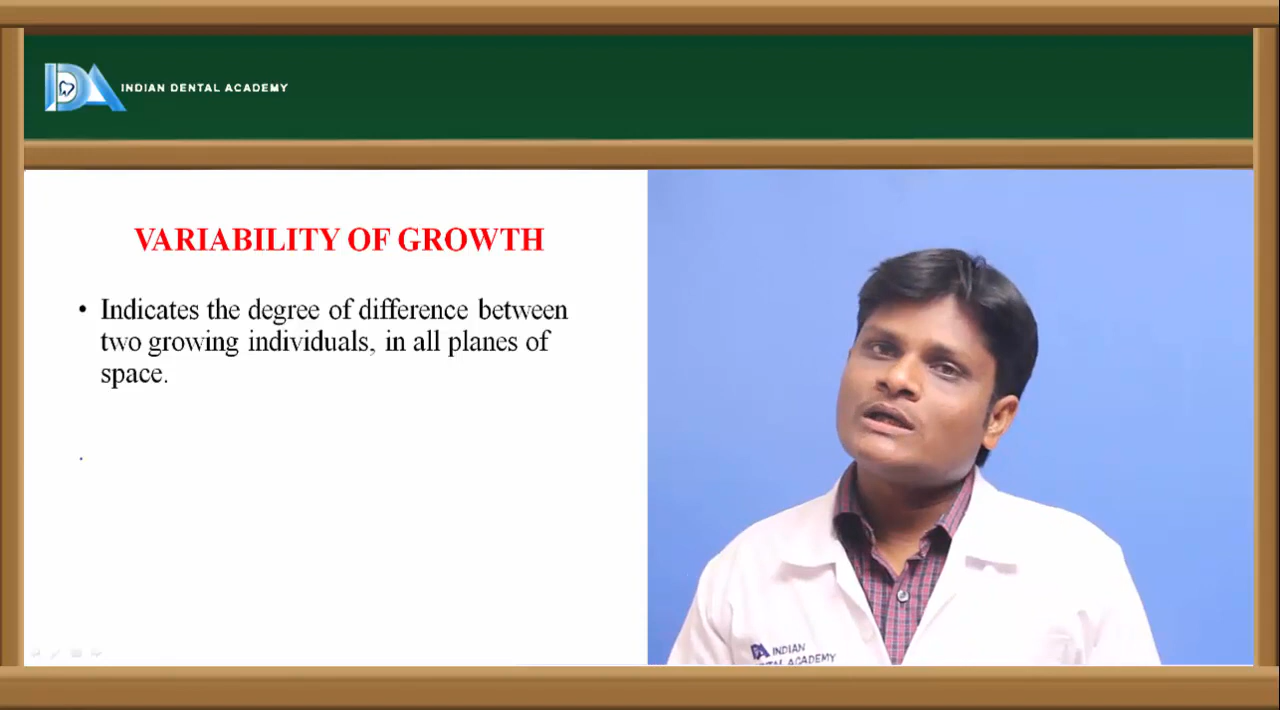 INDIAN DENTAL ACADEMY
VARIABILITY OF GROWTH
• Indicates the degree of difference between
two growing individuals, in all planes of
space.
INDIAN
ACADEMY